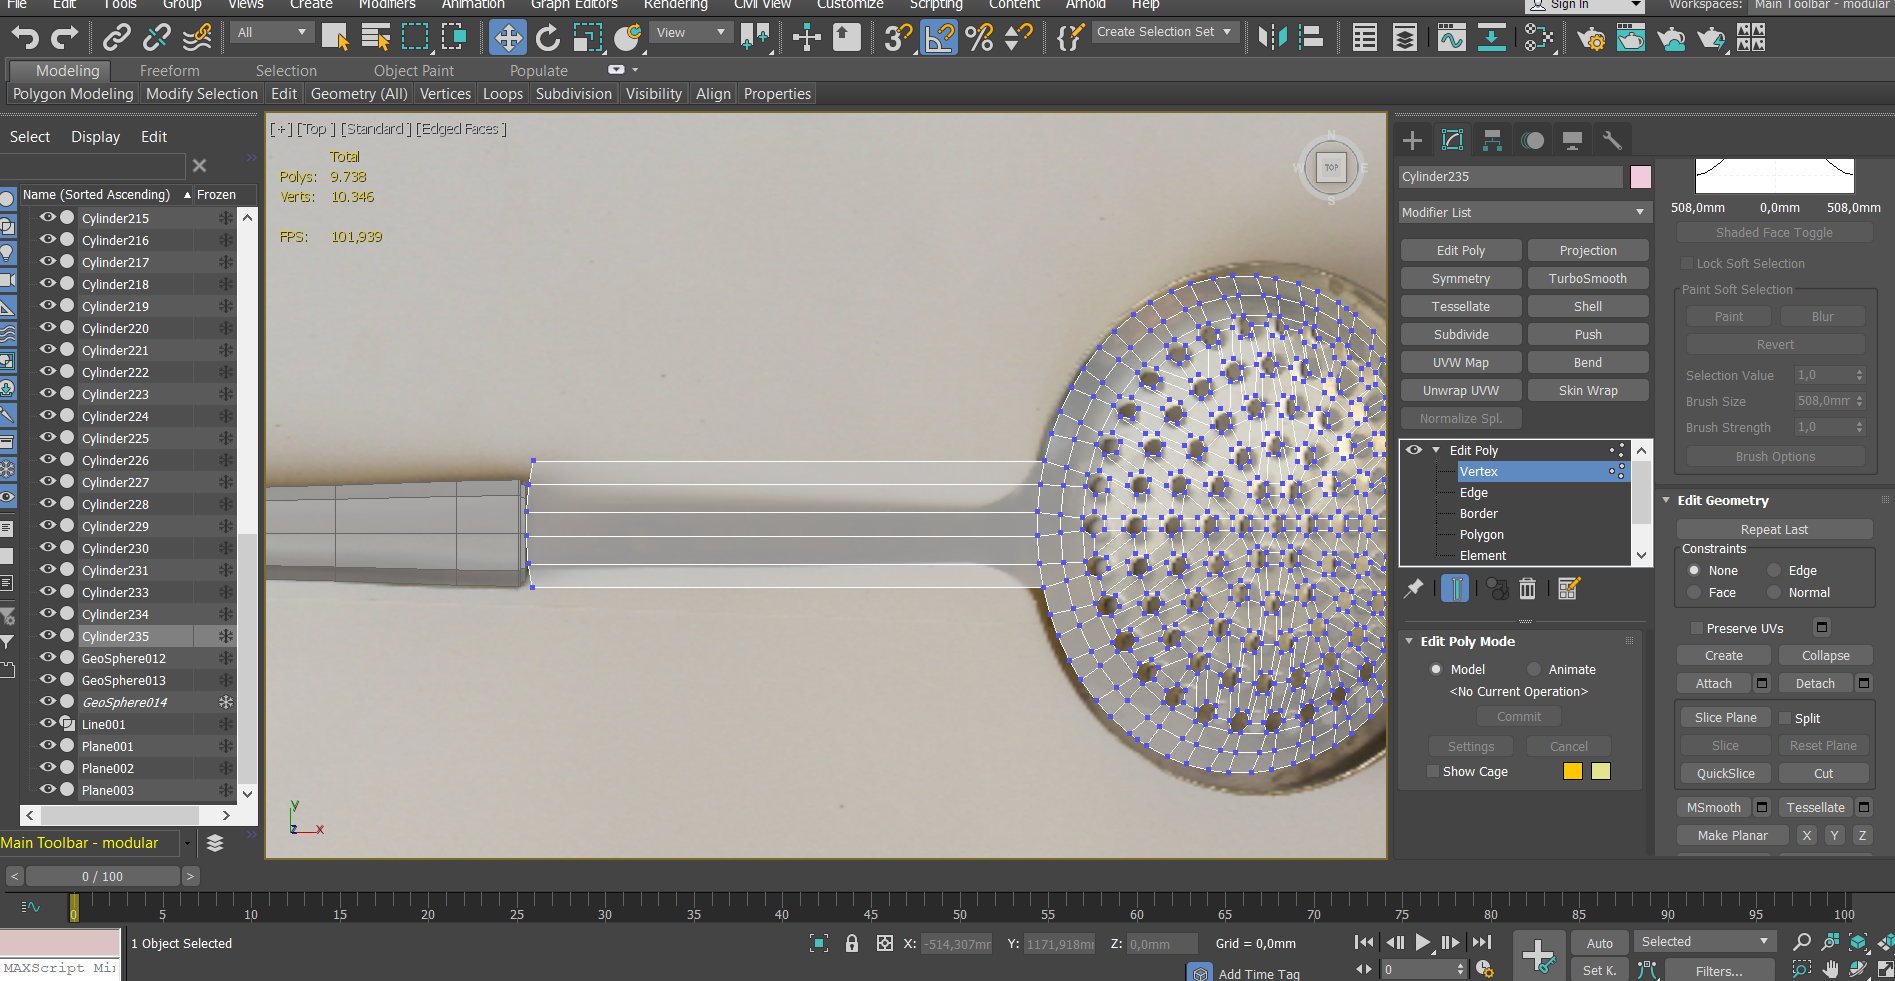 File Edit Tools Group Views Create Modifiers Animation Graph Editors Rendering Civil View Customize Scripting Content Arnold Help Sign In Workspaces: Main Toolbar - modular
All View Create Selection Set
Modeling Freeform Selection Object Paint Populate
Polygon Modeling Modify Selection Edit Geometry (All) Vertices Loops Subdivision Visibility Align Properties
Select Display Edit
Name (Sorted Ascending) Frozen
Cylinder215
Cylinder216
Cylinder217
Cylinder218
Cylinder219
Cylinder220
Cylinder221
Cylinder222
Cylinder223
Cylinder224
Cylinder225
Cylinder226
Cylinder227
Cylinder228
Cylinder229
Cylinder230
Cylinder231
Cylinder233
Cylinder234
Cylinder235
GeoSphere012
GeoSphere013
GeoSphere014
Line001
Plane001
Plane002
Plane003
Main Toolbar - modular
[+] [Top ] [Standard ] [Edged Faces ]
Total
Polys: 9.738
Verts: 10.346
FPS: 101,939
N
W TOP E
S
y
z x
Cylinder235
Modifier List
Edit Poly Projection
Symmetry TurboSmooth
Tessellate Shell
Subdivide Push
UVW Map Bend
Unwrap UVW Skin Wrap
Normalize Spl.
Edit Poly
Vertex
Edge
Border
Polygon
Element
Edit Poly Mode
Model Animate
<No Current Operation>
Commit
Settings Cancel
Show Cage
508,0mm 0,0mm 508,0mm
Shaded Face Toggle
Lock Soft Selection
Paint Soft Selection
Paint Blur
Revert
Selection Value 1,0
Brush Size 508,0mm
Brush Strength 1,0
Brush Options
Edit Geometry
Repeat Last
Constraints
None Edge
Face Normal
Preserve UVs
Create Collapse
Attach Detach
Slice Plane Split
Slice Reset Plane
QuickSlice Cut
MSmooth Tessellate
Make Planar X Y Z
< 0 / 100 >
0 5 10 15 20 25 30 35 40 45 50 55 60 65 70 75 80 85 90 95 100
1 Object Selected
X: -514,307mm Y: 1171,918mm Z: 0,0mm Grid = 0,0mm
Auto Selected
MAXScript Mi
Add Time Tag
0
Set K. Filters...